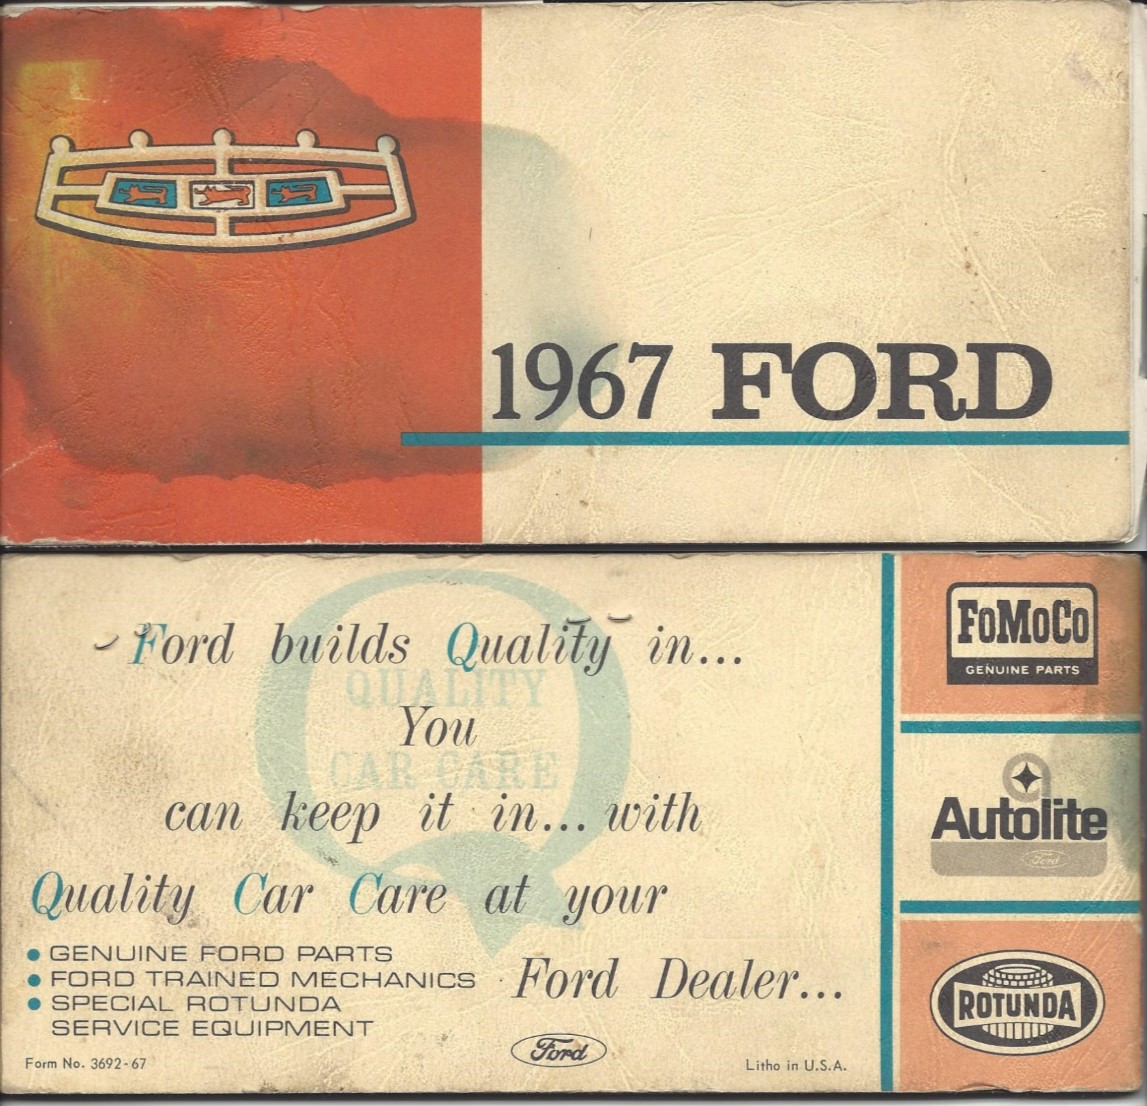 1967 FORD
Ford builds Quality in...
QUALITY
You
CAR CARE
can keep it in... with
Quality Car Care at your
• GENUINE FORD PARTS
• FORD TRAINED MECHANICS
• SPECIAL ROTUNDA
SERVICE EQUIPMENT
Ford Dealer...
Form No. 3692-67
Ford
Litho in U.S.A.
FoMoCo
GENUINE PARTS
Autolite
Ford
ROTUNDA